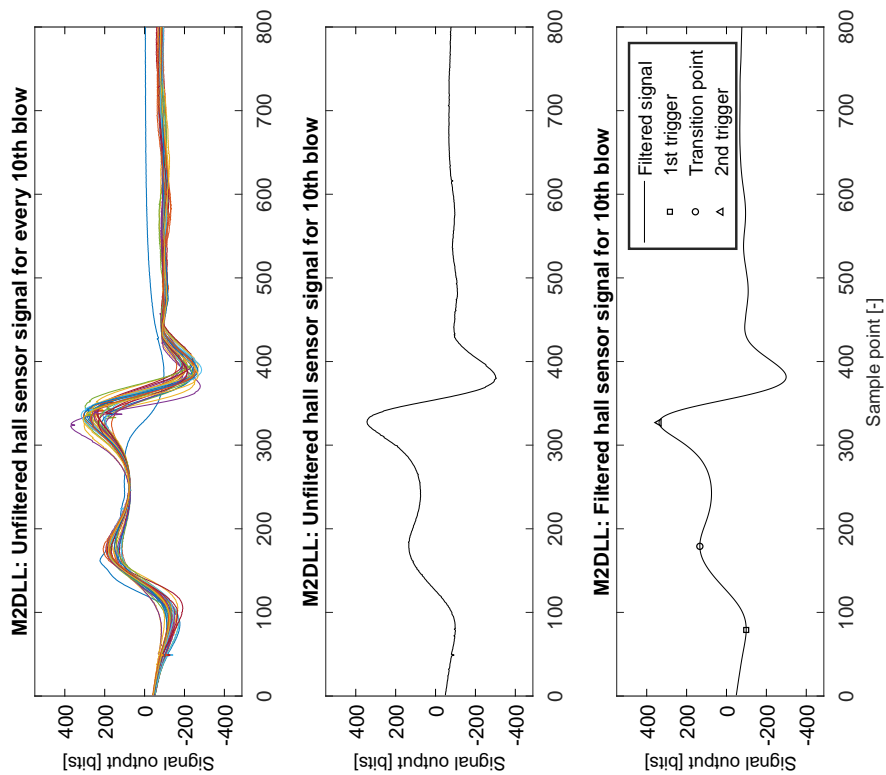 M2DLL: Unfiltered hall sensor signal for every 10th blow
Signal output [bits]
400
200
0
-200
-400
0 100 200 300 400 500 600 700 800
M2DLL: Unfiltered hall sensor signal for 10th blow
Signal output [bits]
400
200
0
-200
-400
0 100 200 300 400 500 600 700 800
M2DLL: Filtered hall sensor signal for 10th blow
Signal output [bits]
400
200
0
-200
-400
Filtered signal
1st trigger
Transition point
2nd trigger
0 100 200 300 400 500 600 700 800
Sample point [-]